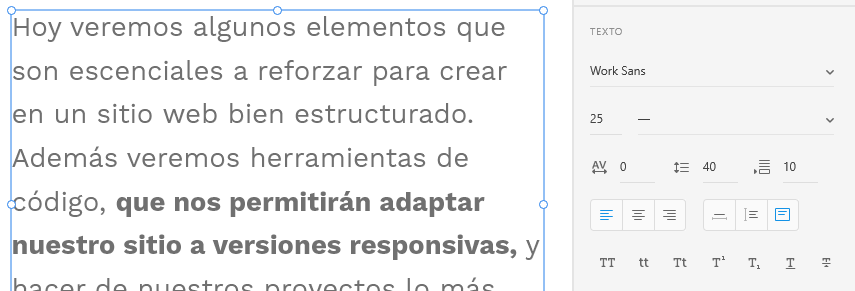 Hoy veremos algunos elementos que
son escenciales a reforzar para crear
en un sitio web bien estructurado.
Además veremos herramientas de
código, que nos permitirán adaptar
nuestro sitio a versiones responsivas, y
hacer de nuestros proyectos lo más
TEXTO
Work Sans
25 —
AV 0 40 10
TT tt Tt T¹ T₁ T T